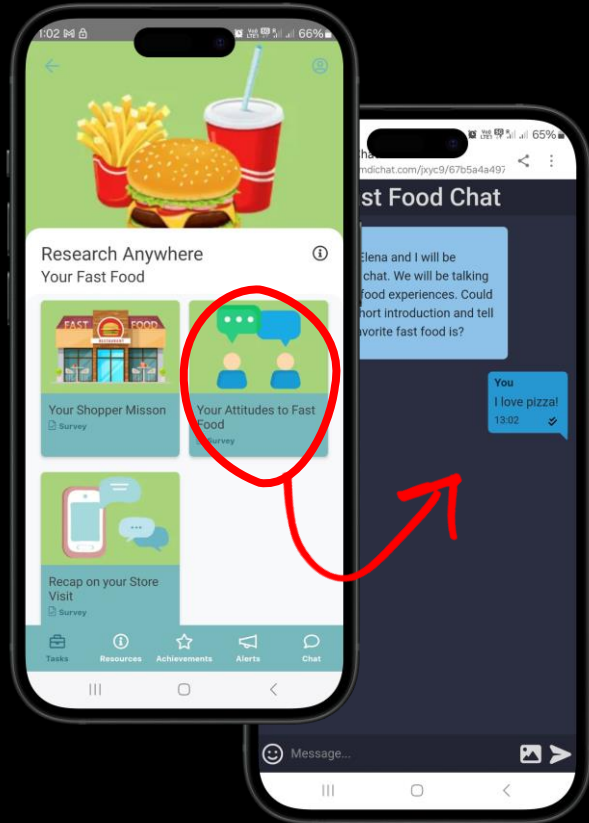 1:02
66%
Research Anywhere
Your Fast Food
FAST FOOD
RESTAURANT
Your Shopper Misson
Survey
Your Attitudes to Fast
Food
Survey
Recap on your Store
Visit
Survey
Tasks
Resources
Achievements
Alerts
Chat
65%
mdichat.com/jxyc9/67b5a4a497
st Food Chat
Elena and I will be
chat. We will be talking
food experiences. Could
hort introduction and tell
avorite fast food is?
You
I love pizza!
13:02
Message...